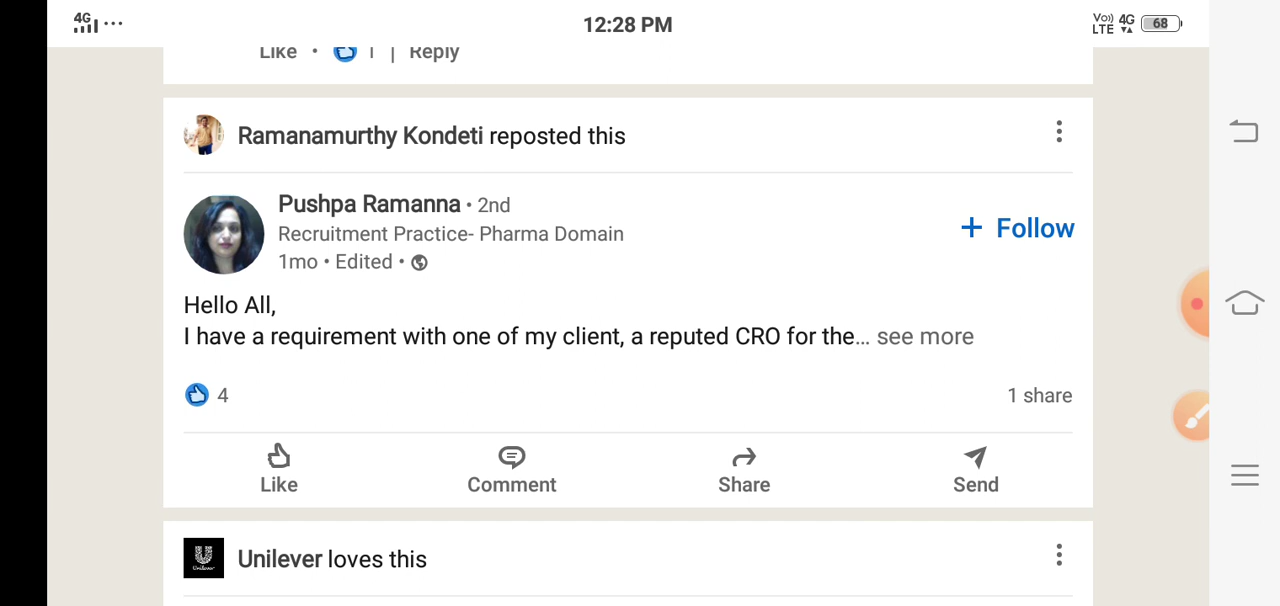 4G ... 12:28 PM Vo)) LTE 4G 68
Like • 1 | Reply
Ramanamurthy Kondeti reposted this
Pushpa Ramanna • 2nd
Recruitment Practice- Pharma Domain
+ Follow
1mo • Edited •
Hello All,
I have a requirement with one of my client, a reputed CRO for the... see more
4 1 share
Like Comment Share Send
Unilever
Unilever loves this